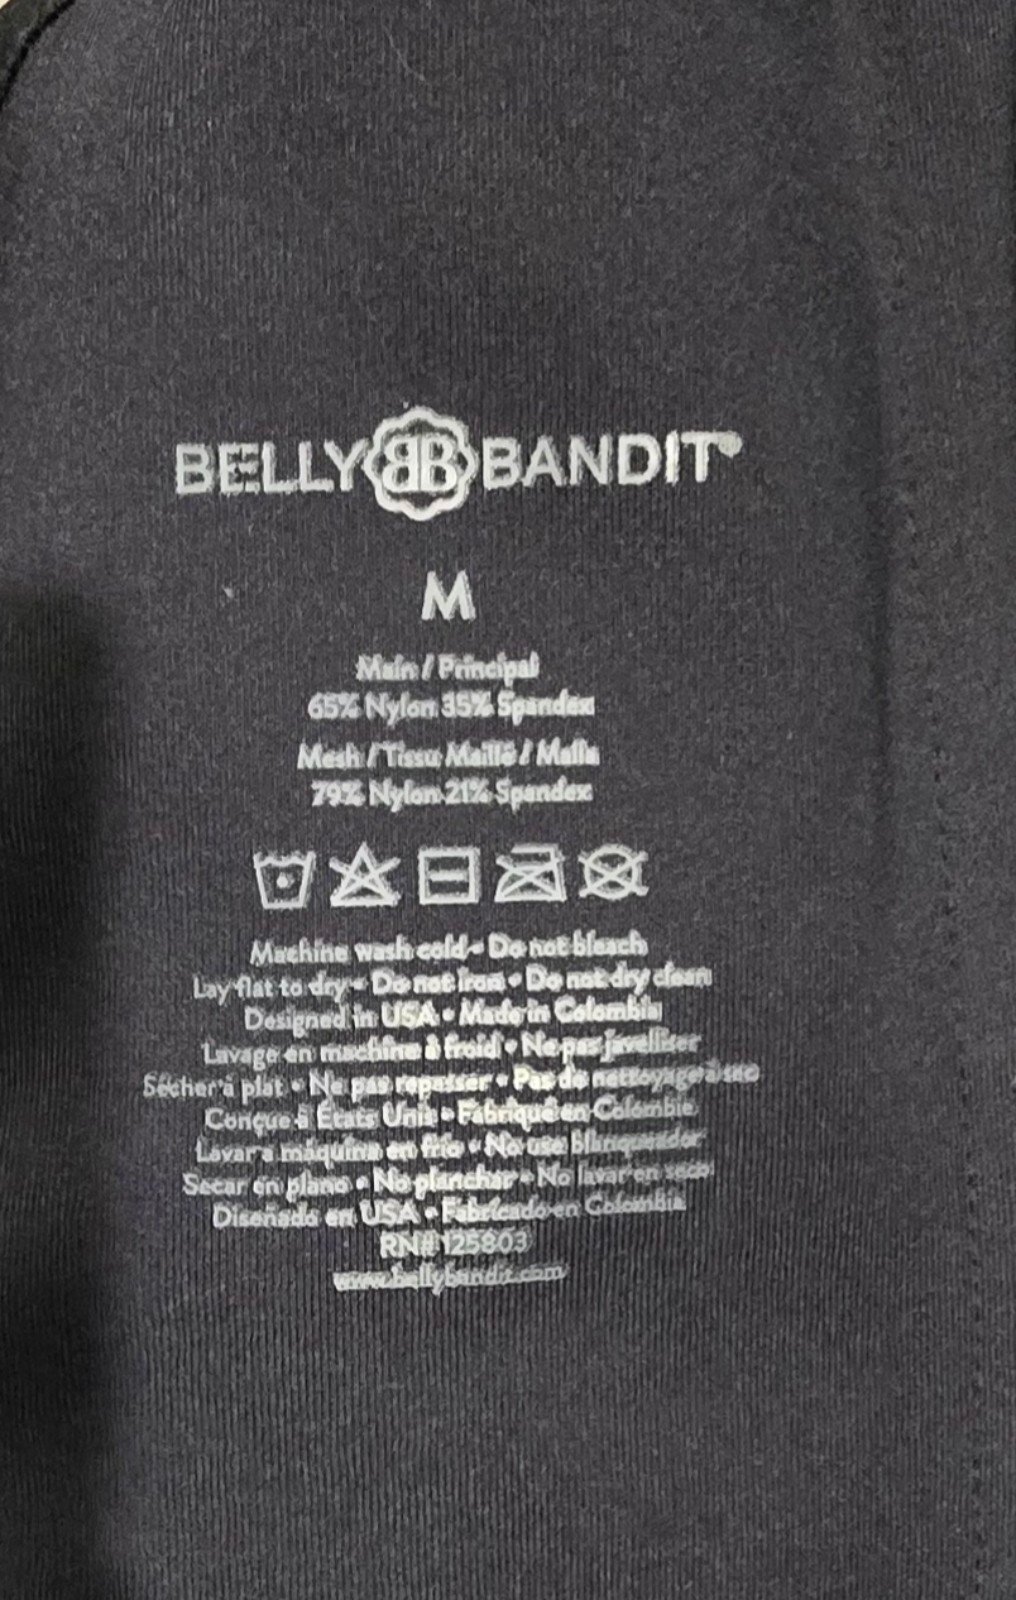 BELLY BB BANDIT®
M
Main / Principal
65% Nylon 35% Spandex
Mesh / Tissu Maillé / Malla
79% Nylon 21% Spandex
Machine wash cold • Do not bleach
Lay flat to dry • Do not iron • Do not dry clean
Designed in USA • Made in Colombia
Lavage en machine à froid • Ne pas javelliser
Sécher à plat • Ne pas repasser • Pas de nettoyage à sec
Conçue à États Unis • Fabriqué en Colombie
Lavar a máquina en frío • No use blanqueador
Secar en plano • No planchar • No lavar en seco
Diseñado en USA • Fabricado en Colombia
RN# 125803
www.bellybandit.com